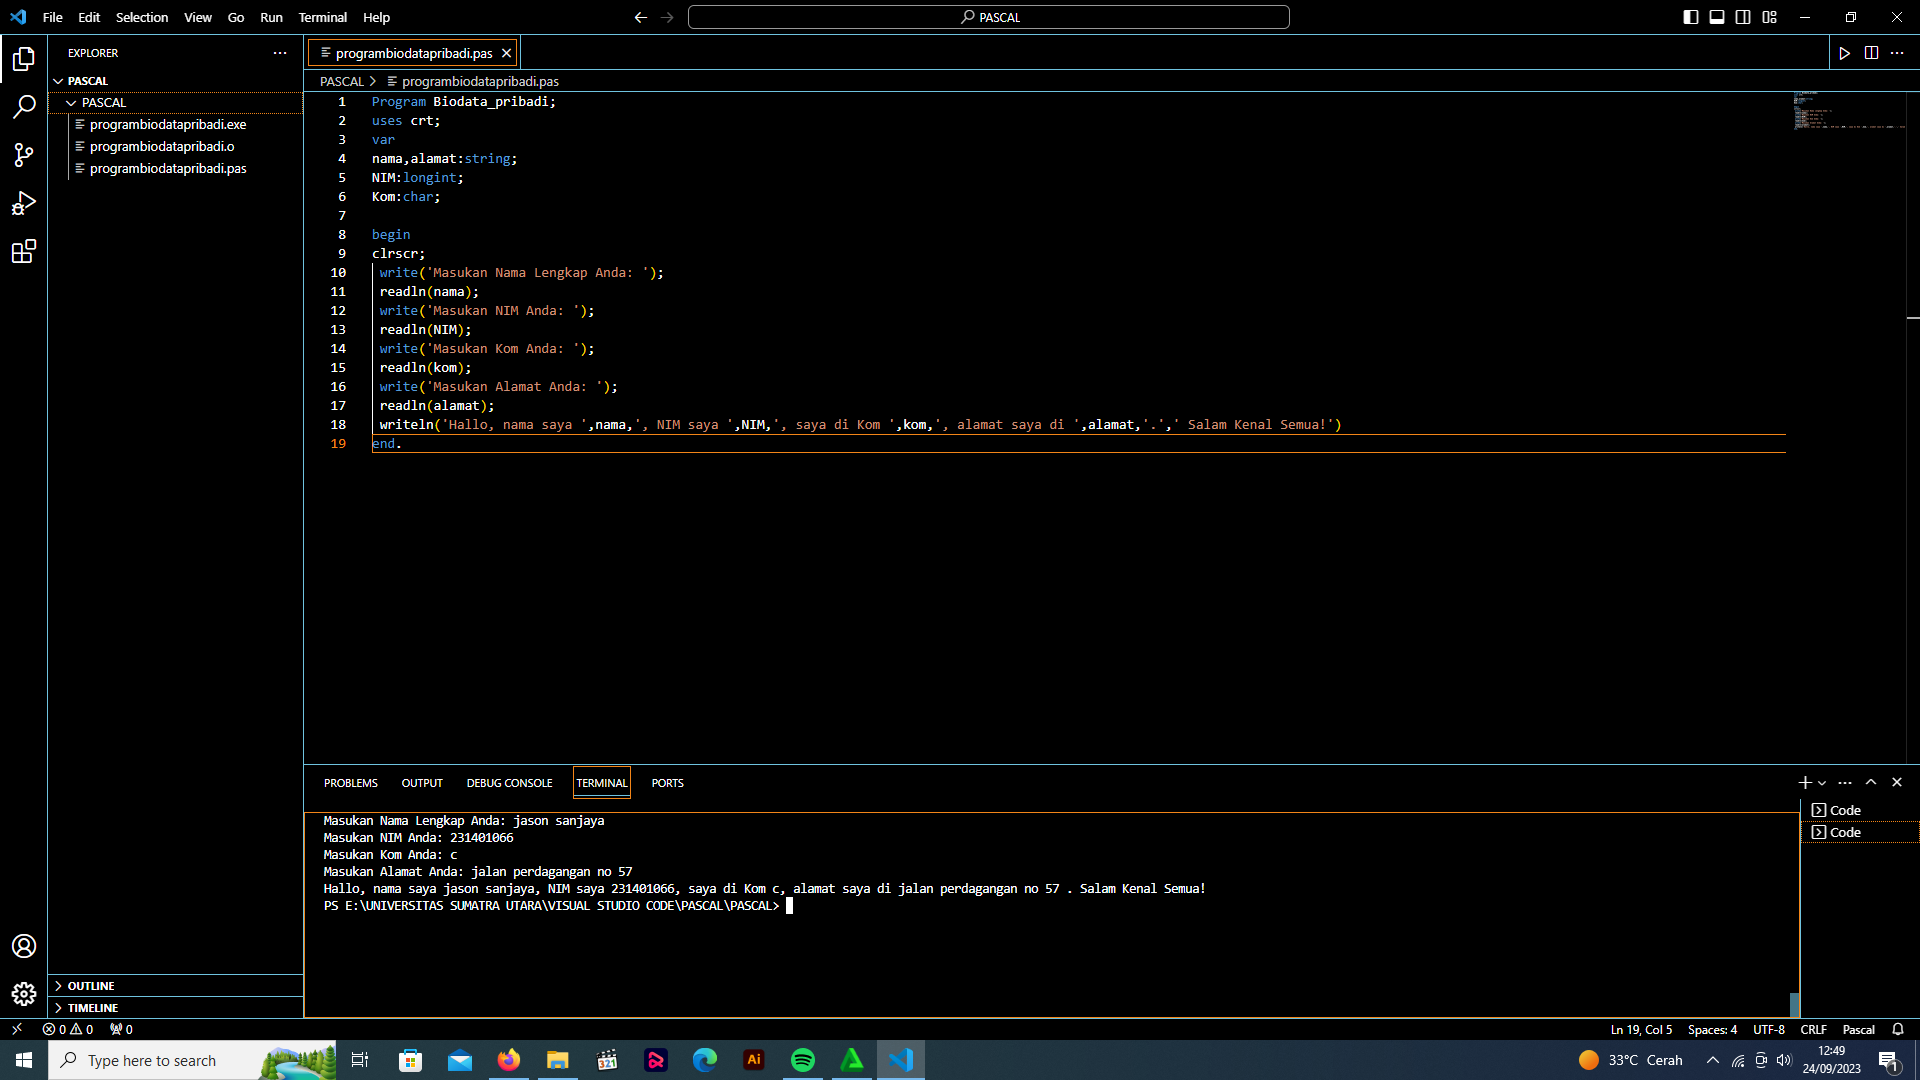 File Edit Selection View Go Run Terminal Help
PASCAL
EXPLORER
PASCAL
PASCAL
programbiodatapribadi.exe
programbiodatapribadi.o
programbiodatapribadi.pas
OUTLINE
TIMELINE
programbiodatapribadi.pas
PASCAL > programbiodatapribadi.pas
1 Program Biodata_pribadi;
2 uses crt;
3 var
4 nama,alamat:string;
5 NIM:longint;
6 Kom:char;
7
8 begin
9 clrscr;
10 write('Masukan Nama Lengkap Anda: ');
11 readln(nama);
12 write('Masukan NIM Anda: ');
13 readln(NIM);
14 write('Masukan Kom Anda: ');
15 readln(kom);
16 write('Masukan Alamat Anda: ');
17 readln(alamat);
18 writeln('Hallo, nama saya ',nama,', NIM saya ',NIM,', saya di Kom ',kom,', alamat saya di ',alamat,'.',' Salam Kenal Semua!')
19 end.
PROBLEMS OUTPUT DEBUG CONSOLE TERMINAL PORTS
Masukan Nama Lengkap Anda: jason sanjaya
Masukan NIM Anda: 231401066
Masukan Kom Anda: c
Masukan Alamat Anda: jalan perdagangan no 57
Hallo, nama saya jason sanjaya, NIM saya 231401066, saya di Kom c, alamat saya di jalan perdagangan no 57 . Salam Kenal Semua!
PS E:\UNIVERSITAS SUMATRA UTARA\VISUAL STUDIO CODE\PASCAL\PASCAL>
Code
Code
0 0 0
Ln 19, Col 5 Spaces: 4 UTF-8 CRLF Pascal
Type here to search
321
Ai
33°C Cerah
12:49
24/09/2023
1